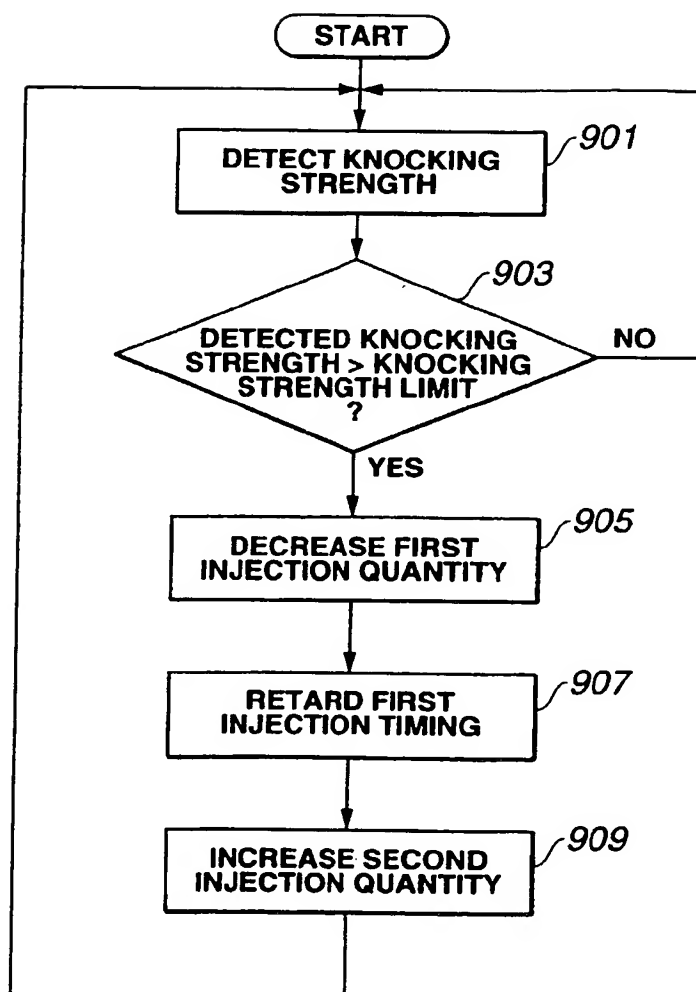 START
901
DETECT KNOCKING
STRENGTH
903
DETECTED KNOCKING
STRENGTH > KNOCKING
STRENGTH LIMIT
?
NO
YES
905
DECREASE FIRST
INJECTION QUANTITY
907
RETARD FIRST
INJECTION TIMING
909
INCREASE SECOND
INJECTION QUANTITY